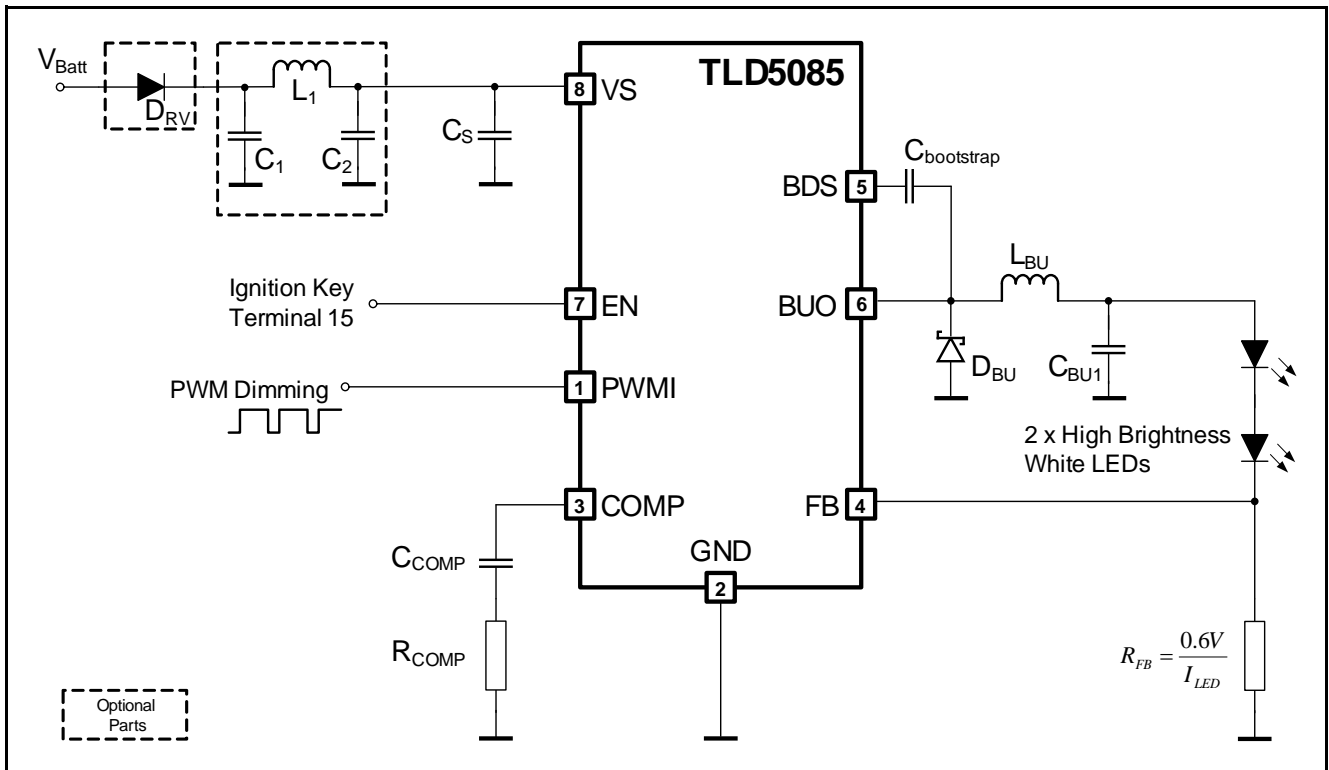 V_Batt
D_RV
C_1
L_1
C_2
C_S
TLD5085
8 VS
BDS 5
C_bootstrap
Ignition Key
Terminal 15
7 EN
BUO 6
L_BU
D_BU
C_BU1
PWM Dimming
1 PWMI
2 x High Brightness
White LEDs
3 COMP
FB 4
GND
2
C_COMP
R_COMP
R_FB = 0.6V / I_LED
Optional
Parts